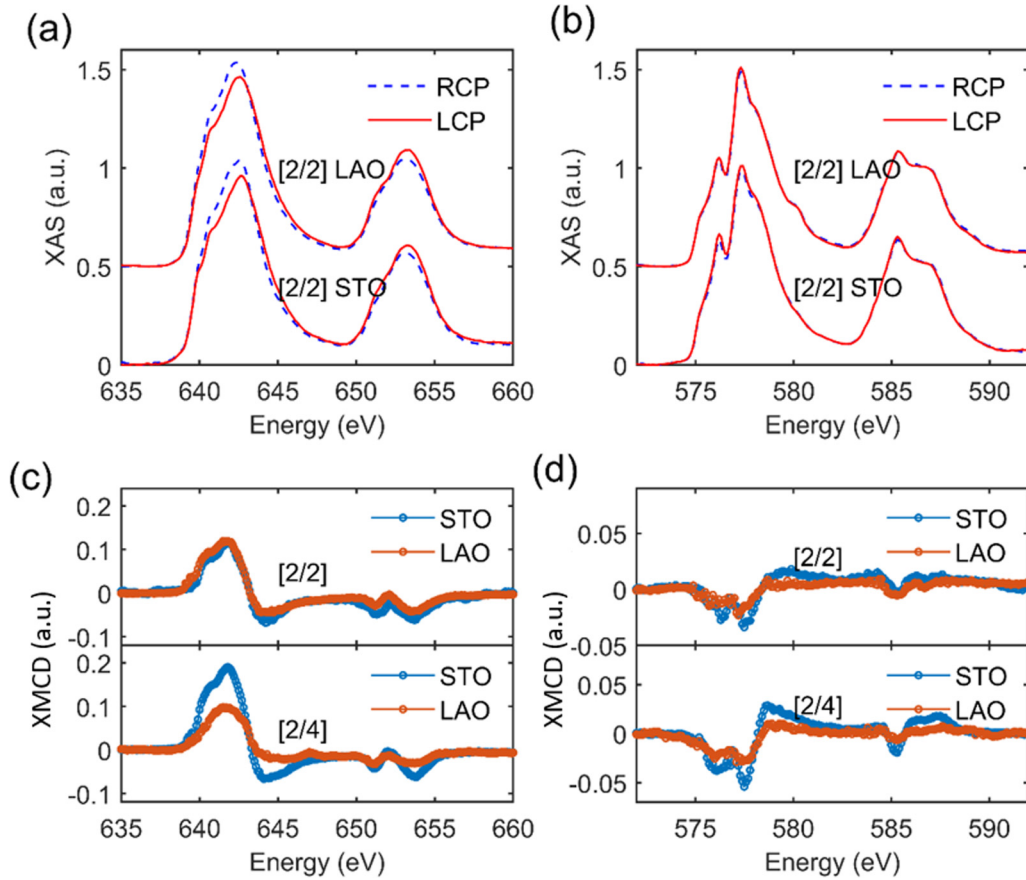 (a)
XAS (a.u.)
1.5
1
0.5
0
RCP
LCP
[2/2] LAO
[2/2] STO
635 640 645 650 655 660
Energy (eV)
(b)
XAS (a.u.)
1.5
1
0.5
0
RCP
LCP
[2/2] LAO
[2/2] STO
575 580 585 590
Energy (eV)
(c)
XMCD (a.u.)
0.2
0.1
0
-0.1
STO
LAO
[2/2]
0.2
0.1
0
-0.1
STO
LAO
[2/4]
635 640 645 650 655 660
Energy (eV)
(d)
XMCD (a.u.)
0.05
0
-0.05
STO
LAO
[2/2]
0.05
0
-0.05
STO
LAO
[2/4]
575 580 585 590
Energy (eV)